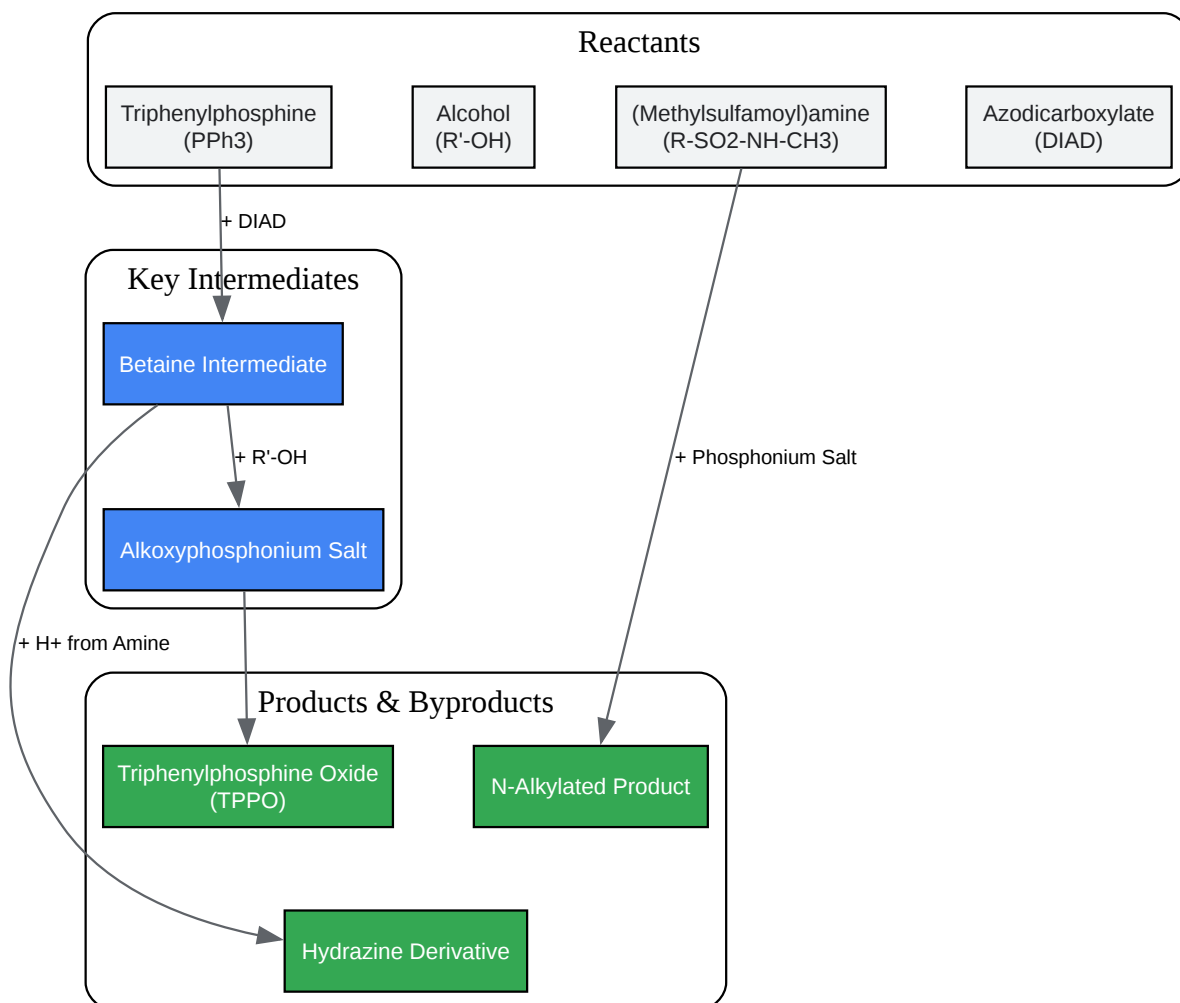 Reactants
Triphenylphosphine
(PPh3)
Alcohol
(R'-OH)
(Methylsulfamoyl)amine
(R-SO2-NH-CH3)
Azodicarboxylate
(DIAD)
+ DIAD
Key Intermediates
Betaine Intermediate
+ R'-OH
+ Phosphonium Salt
Alkoxyphosphonium Salt
+ H+ from Amine
Products & Byproducts
Triphenylphosphine Oxide
(TPPO)
N-Alkylated Product
Hydrazine Derivative